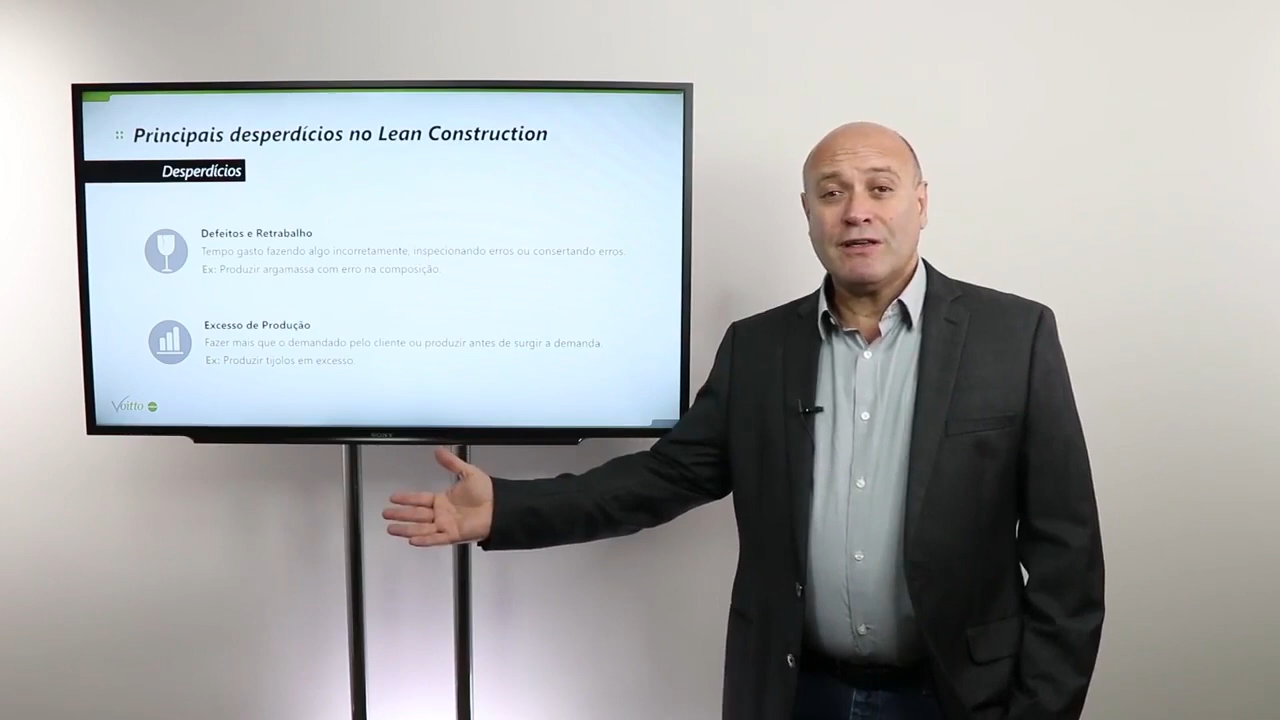 Principais desperdícios no Lean Construction
Desperdícios
Defeitos e Retrabalho
Tempo gasto fazendo algo incorretamente, inspecionando erros ou consertando erros.
Ex: Produzir argamassa com erro na composição.
Excesso de Produção
Fazer mais que o demandado pelo cliente ou produzir antes de surgir a demanda.
Ex: Produzir tijolos em excesso.
Voitto
SONY